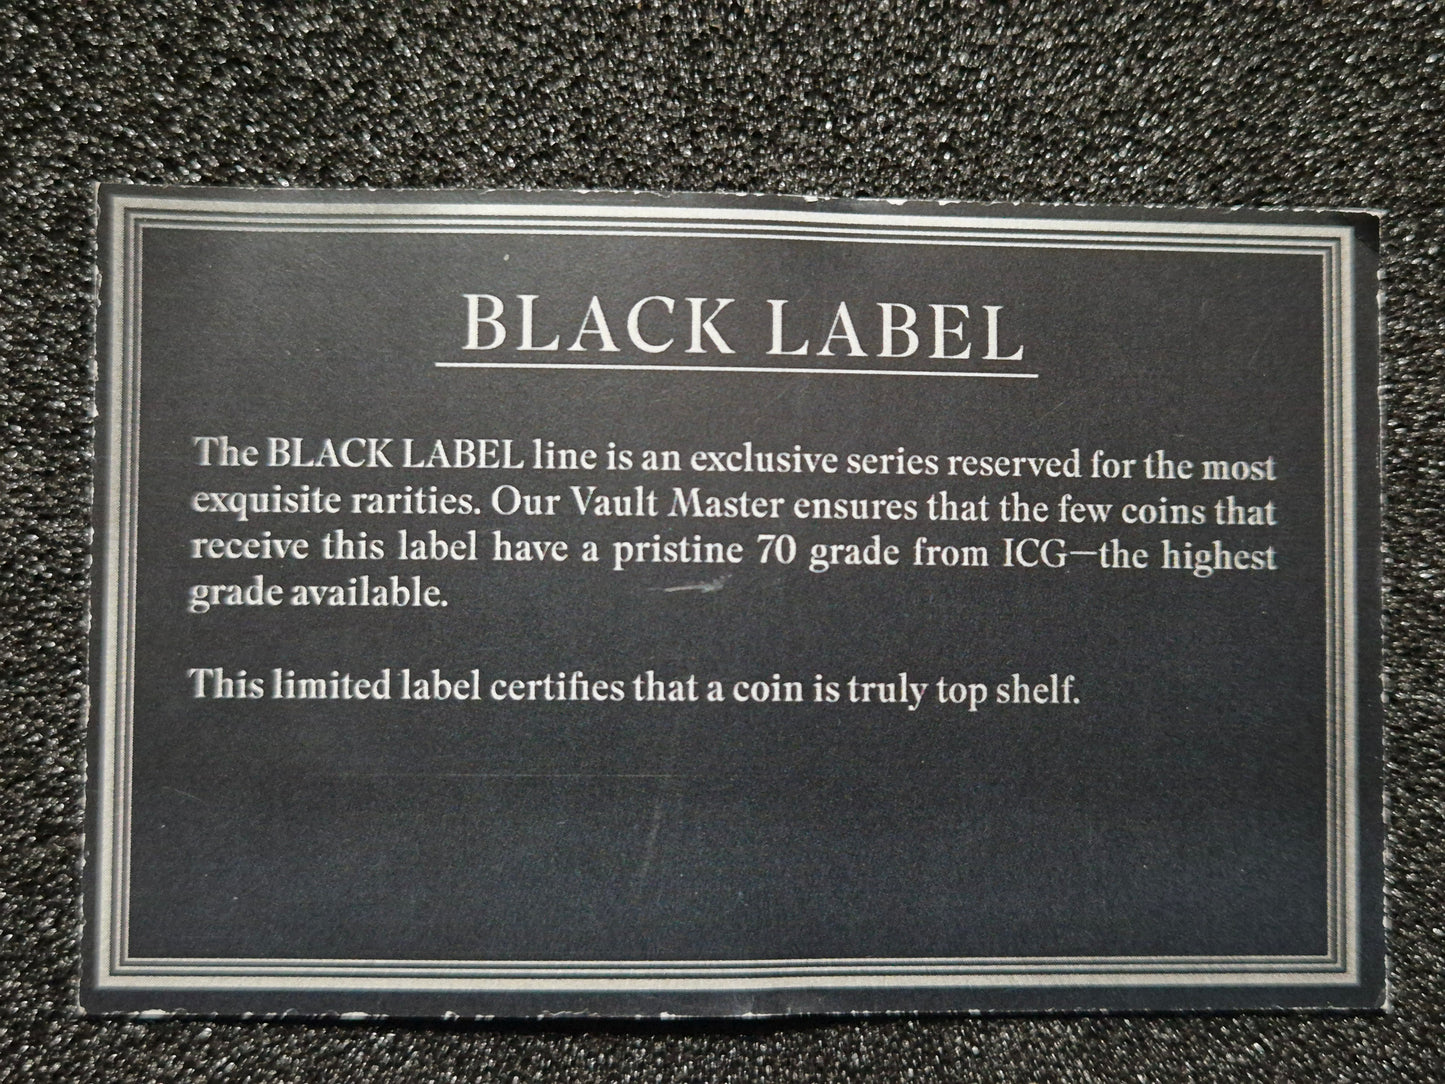 BLACK LABEL
The BLACK LABEL line is an exclusive series reserved for the most
exquisite rarities. Our Vault Master ensures that the few coins that
receive this label have a pristine 70 grade from ICG—the highest
grade available.
This limited label certifies that a coin is truly top shelf.